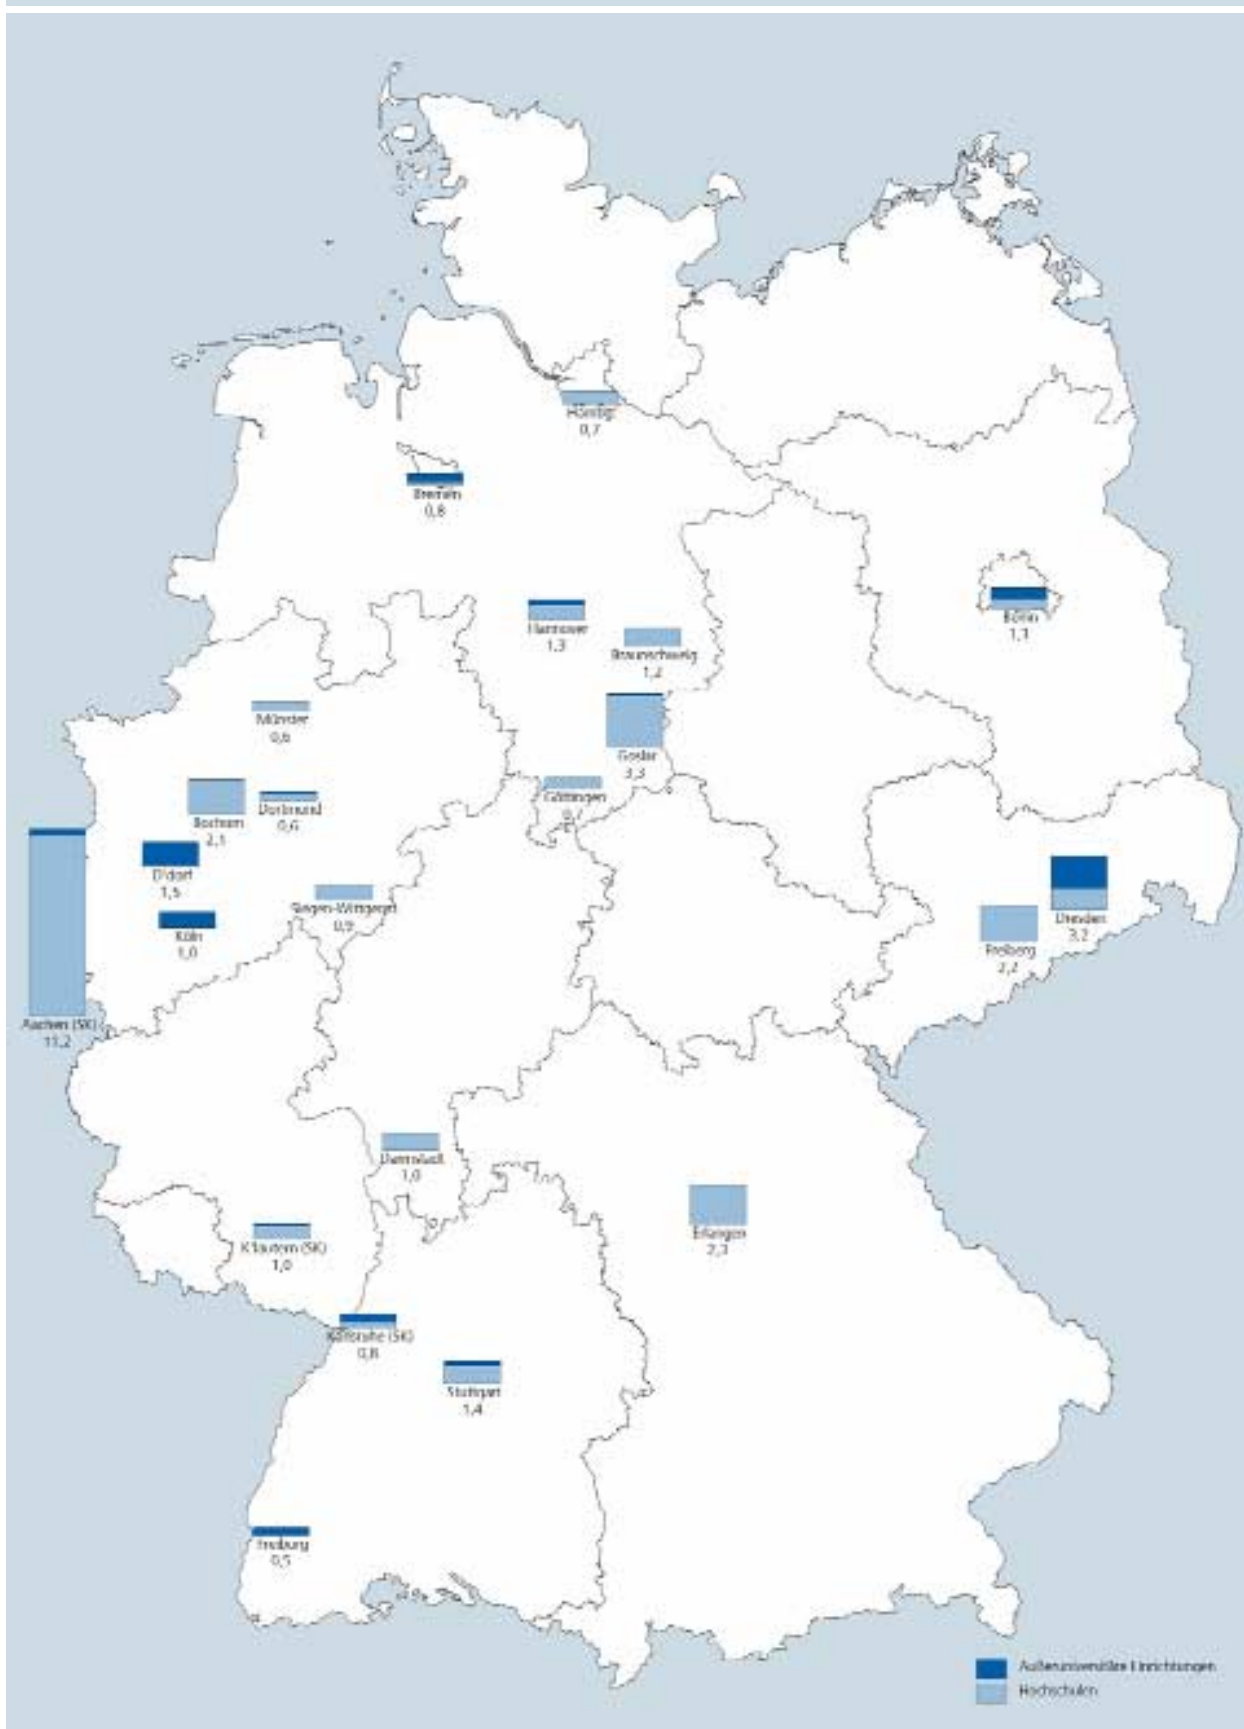 Hamburg
0,7
Bremen
0,8
Hannover
1,3
Braunschweig
1,2
Berlin
1,3
Münster
0,6
Goslar
3,3
Göttingen
0,7
Bochum
2,1
Dortmund
0,6
D'dorf
1,5
Siegen-Wittgenst.
0,9
Köln
1,0
Dresden
3,2
Freiberg
2,2
Aachen (SK)
11,2
Darmstadt
1,0
Erlangen
2,3
K'lautern (SK)
1,0
Karlsruhe (SK)
0,8
Stuttgart
1,4
Freiburg
0,5
Außeruniversitäre Einrichtungen
Hochschulen